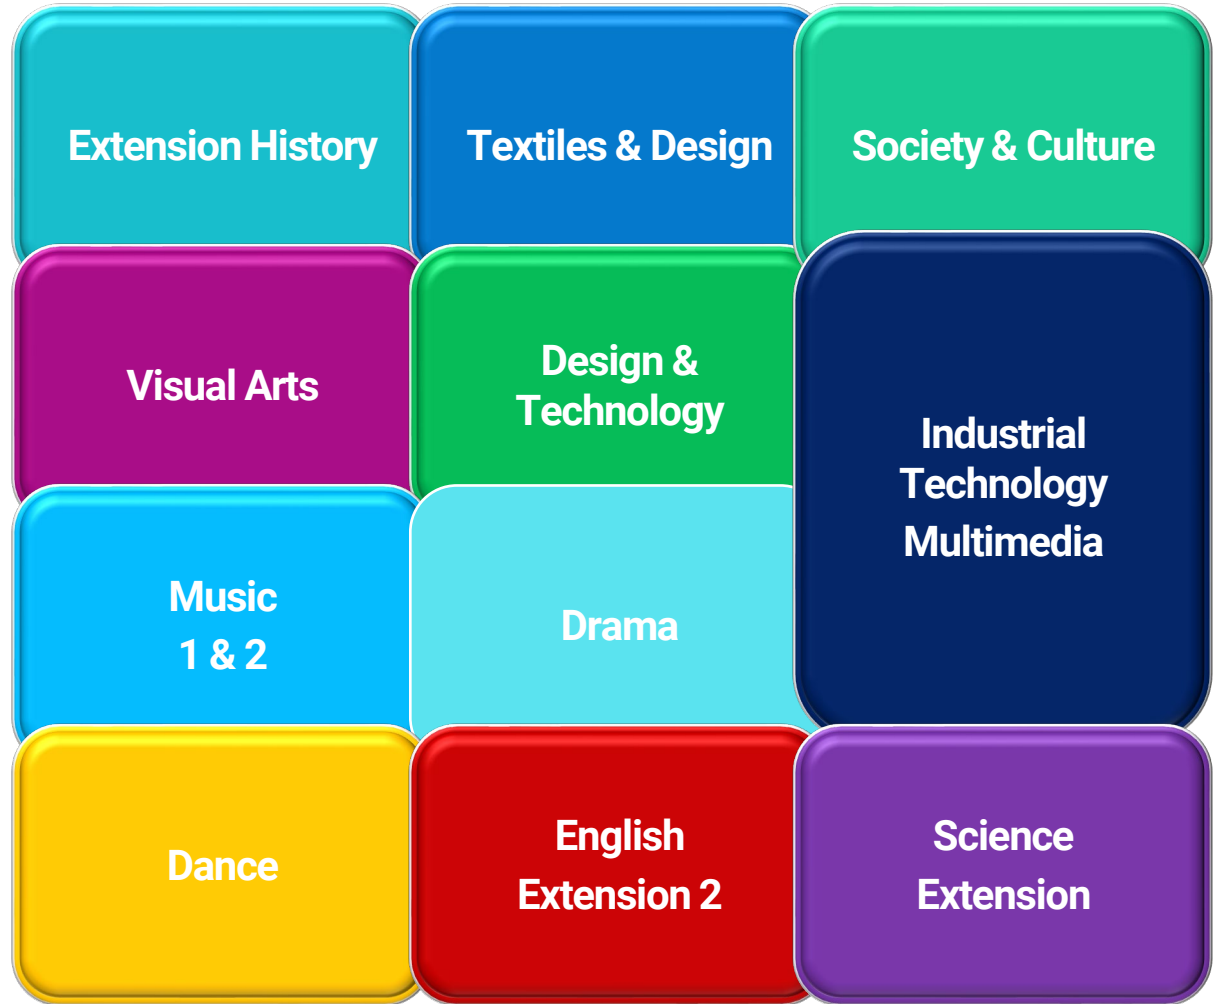 Extension History
Textiles & Design
Society & Culture
Visual Arts
Design &
Technology
Industrial
Technology
Multimedia
Music
1 & 2
Drama
Dance
English
Extension 2
Science
Extension